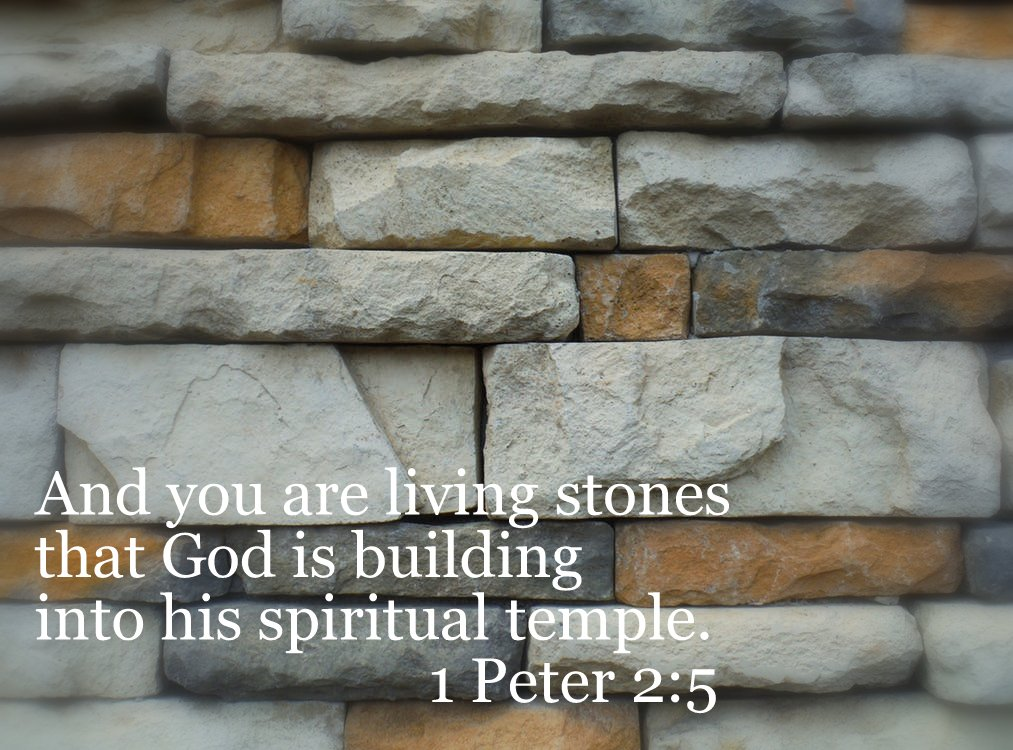 And you are living stones
that God is building
into his spiritual temple.
1 Peter 2:5